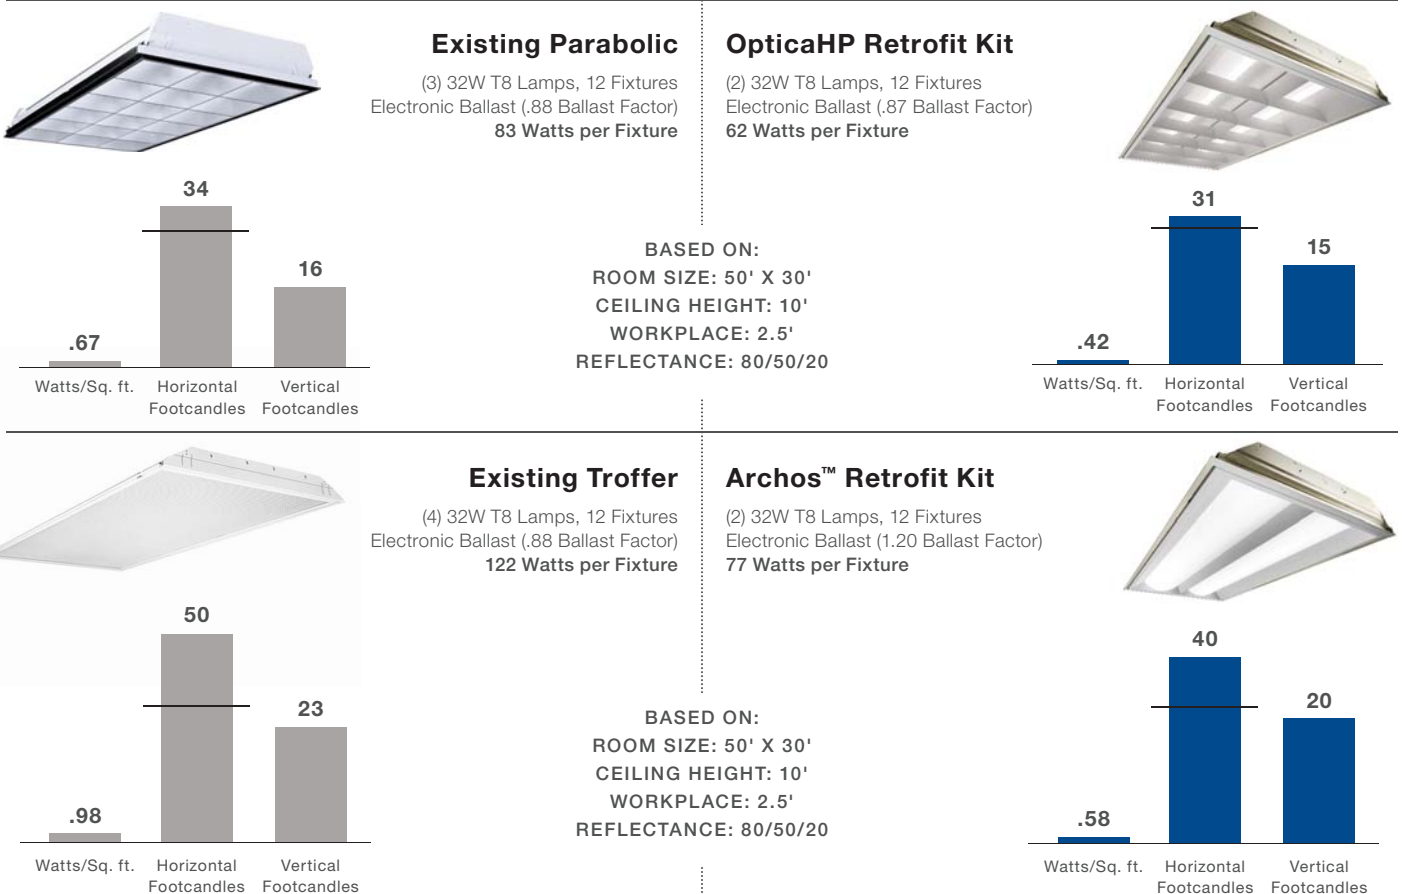 Existing Parabolic
(3) 32W T8 Lamps, 12 Fixtures
Electronic Ballast (.88 Ballast Factor)
83 Watts per Fixture
34
16
.67
Watts/Sq. ft.
Horizontal
Footcandles
Vertical
Footcandles
OpticaHP Retrofit Kit
(2) 32W T8 Lamps, 12 Fixtures
Electronic Ballast (.87 Ballast Factor)
62 Watts per Fixture
31
15
.42
Watts/Sq. ft.
Horizontal
Footcandles
Vertical
Footcandles
BASED ON:
ROOM SIZE: 50' X 30'
CEILING HEIGHT: 10'
WORKPLACE: 2.5'
REFLECTANCE: 80/50/20
Existing Troffer
(4) 32W T8 Lamps, 12 Fixtures
Electronic Ballast (.88 Ballast Factor)
122 Watts per Fixture
50
23
.98
Watts/Sq. ft.
Horizontal
Footcandles
Vertical
Footcandles
Archos™ Retrofit Kit
(2) 32W T8 Lamps, 12 Fixtures
Electronic Ballast (1.20 Ballast Factor)
77 Watts per Fixture
40
20
.58
Watts/Sq. ft.
Horizontal
Footcandles
Vertical
Footcandles
BASED ON:
ROOM SIZE: 50' X 30'
CEILING HEIGHT: 10'
WORKPLACE: 2.5'
REFLECTANCE: 80/50/20